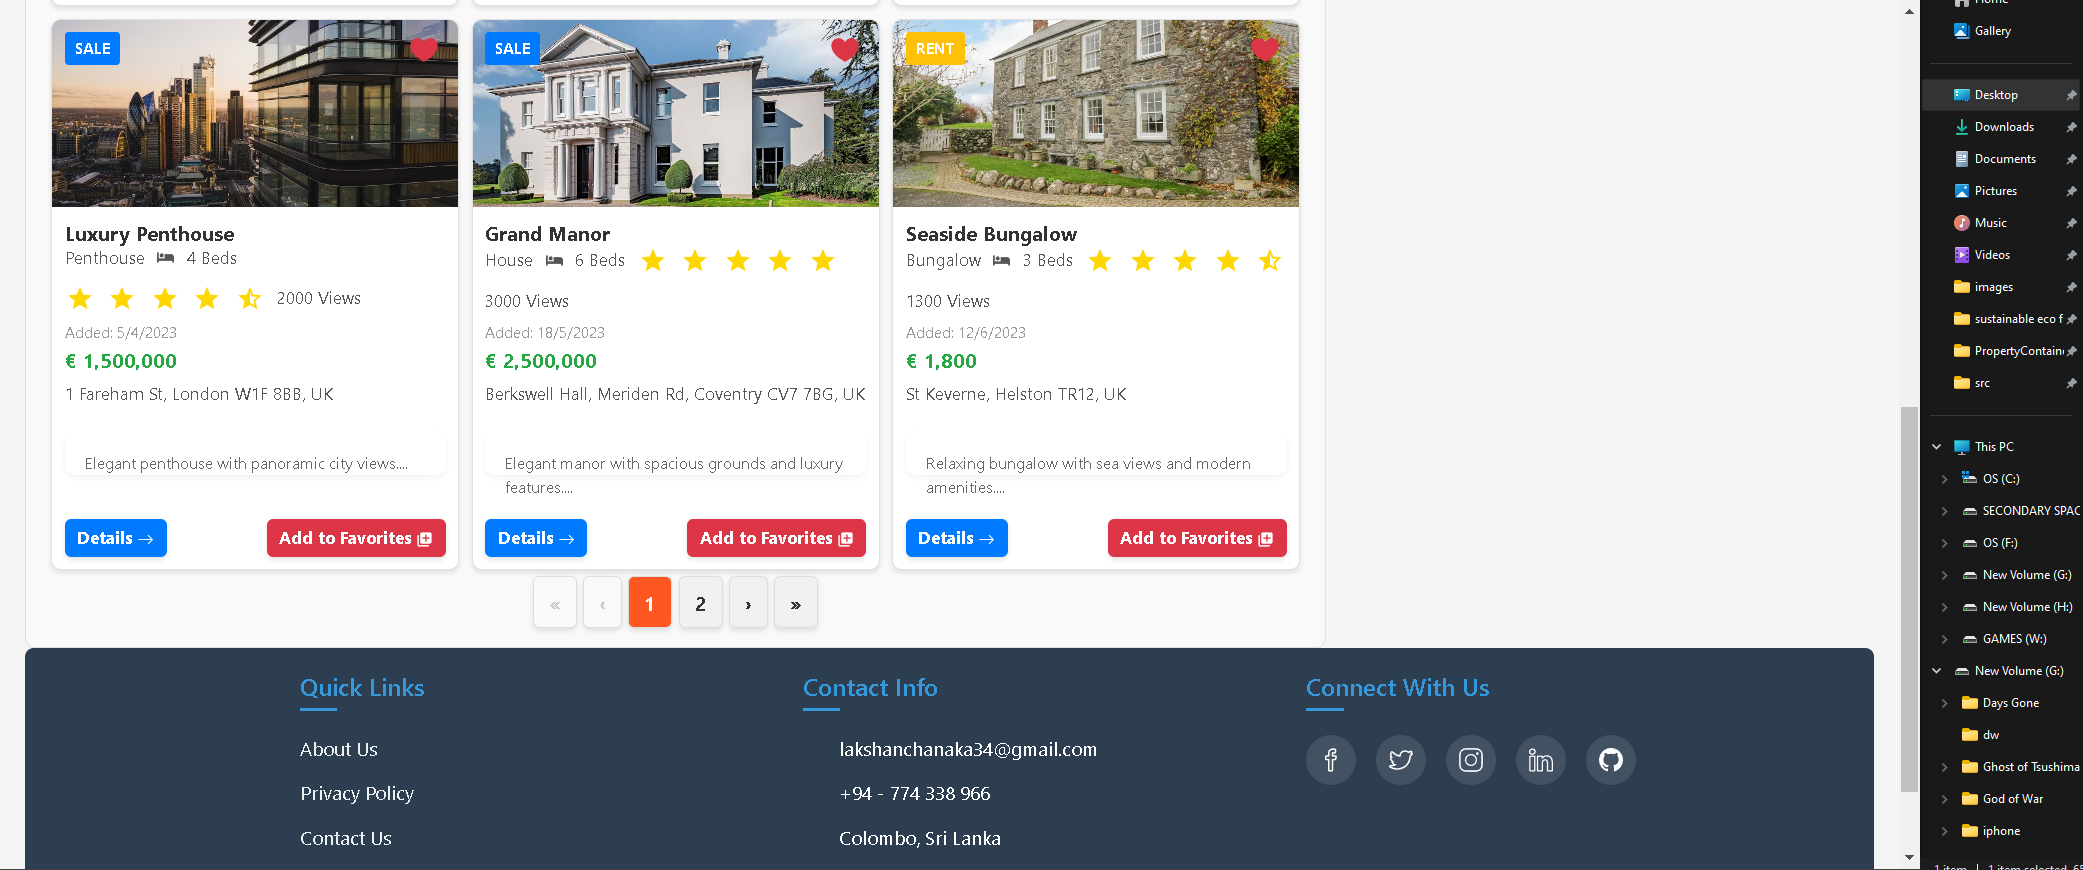 SALE
Luxury Penthouse
Penthouse 4 Beds
2000 Views
Added: 5/4/2023
€ 1,500,000
1 Fareham St, London W1F 8BB, UK
Elegant penthouse with panoramic city views....
Details →
Add to Favorites
SALE
Grand Manor
House 6 Beds
3000 Views
Added: 18/5/2023
€ 2,500,000
Berkswell Hall, Meriden Rd, Coventry CV7 7BG, UK
Elegant manor with spacious grounds and luxury
features....
Details →
Add to Favorites
RENT
Seaside Bungalow
Bungalow 3 Beds
1300 Views
Added: 12/6/2023
€ 1,800
St Keverne, Helston TR12, UK
Relaxing bungalow with sea views and modern
amenities....
Details →
Add to Favorites
« ‹ 1 2 › »
Quick Links
About Us
Privacy Policy
Contact Us
Contact Info
lakshanchanaka34@gmail.com
+94 - 774 338 966
Colombo, Sri Lanka
Connect With Us
Home
Gallery
Desktop
Downloads
Documents
Pictures
Music
Videos
images
sustainable eco f
PropertyContain
src
This PC
OS (C:)
SECONDARY SPAC
OS (F:)
New Volume (G:)
New Volume (H:)
GAMES (W:)
New Volume (G:)
Days Gone
dw
Ghost of Tsushima
God of War
iphone
1 item | 1 item selected